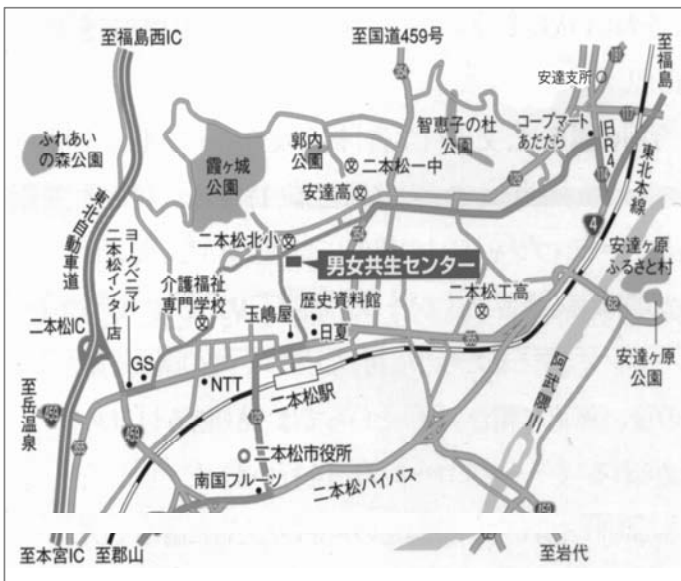 至福島西IC
至国道459号
至福島
安達支所
ふれあい
の森公園
霞ヶ城
公園
郭内
公園
二本松一中
智恵子の杜
公園
コープマート
あだたら
旧R4
東北本線
安達高
東北自動車道
ヨークベニマル
二本松インター店
二本松北小
男女共生センター
4
安達ヶ原
ふるさと村
介護福祉
専門学校
玉嶋屋
歴史資料館
日夏
二本松工高
62
安達ヶ原
公園
二本松IC
GS
NTT
二本松駅
阿武隈川
至岳温泉
459
459
二本松市役所
南国フルーツ
二本松バイパス
459
至本宮IC
至郡山
至岩代